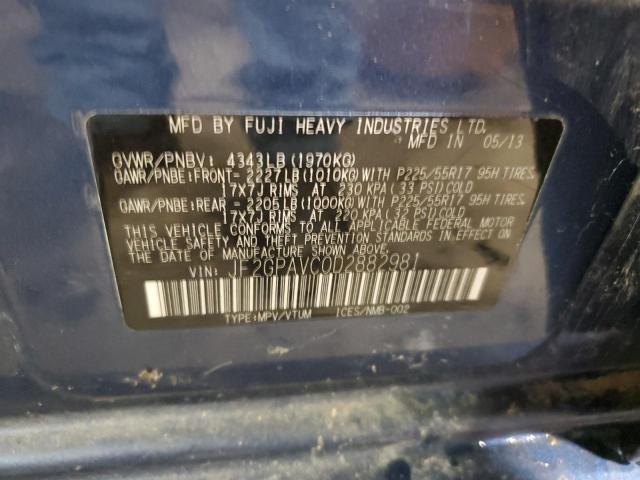 MFD BY FUJI HEAVY INDUSTRIES LTD.
MFD IN 05/13
GVWR/PNBV: 4343LB (1970KG)
GAWR/PNBE:FRONT- 2227LB (1010KG) WITH P225/55R17 95H TIRES
17X7J RIMS AT 230 KPA (33 PSI) COLD
GAWR/PNBE:REAR - 2205LB (1000KG) WITH P225/55R17 95H TIRES
17X7J RIMS AT 220 KPA (32 PSI) COLD
THIS VEHICLE CONFORMS TO ALL APPLICABLE FEDERAL MOTOR
VEHICLE SAFETY AND BUMPER STANDARDS IN EFFECT ON
THE DATE OF MANUFACTURE SHOWN ABOVE.
VIN: JF2GPAVC0D2882981
TYPE:MPV/VTUM ICES/NMB-002